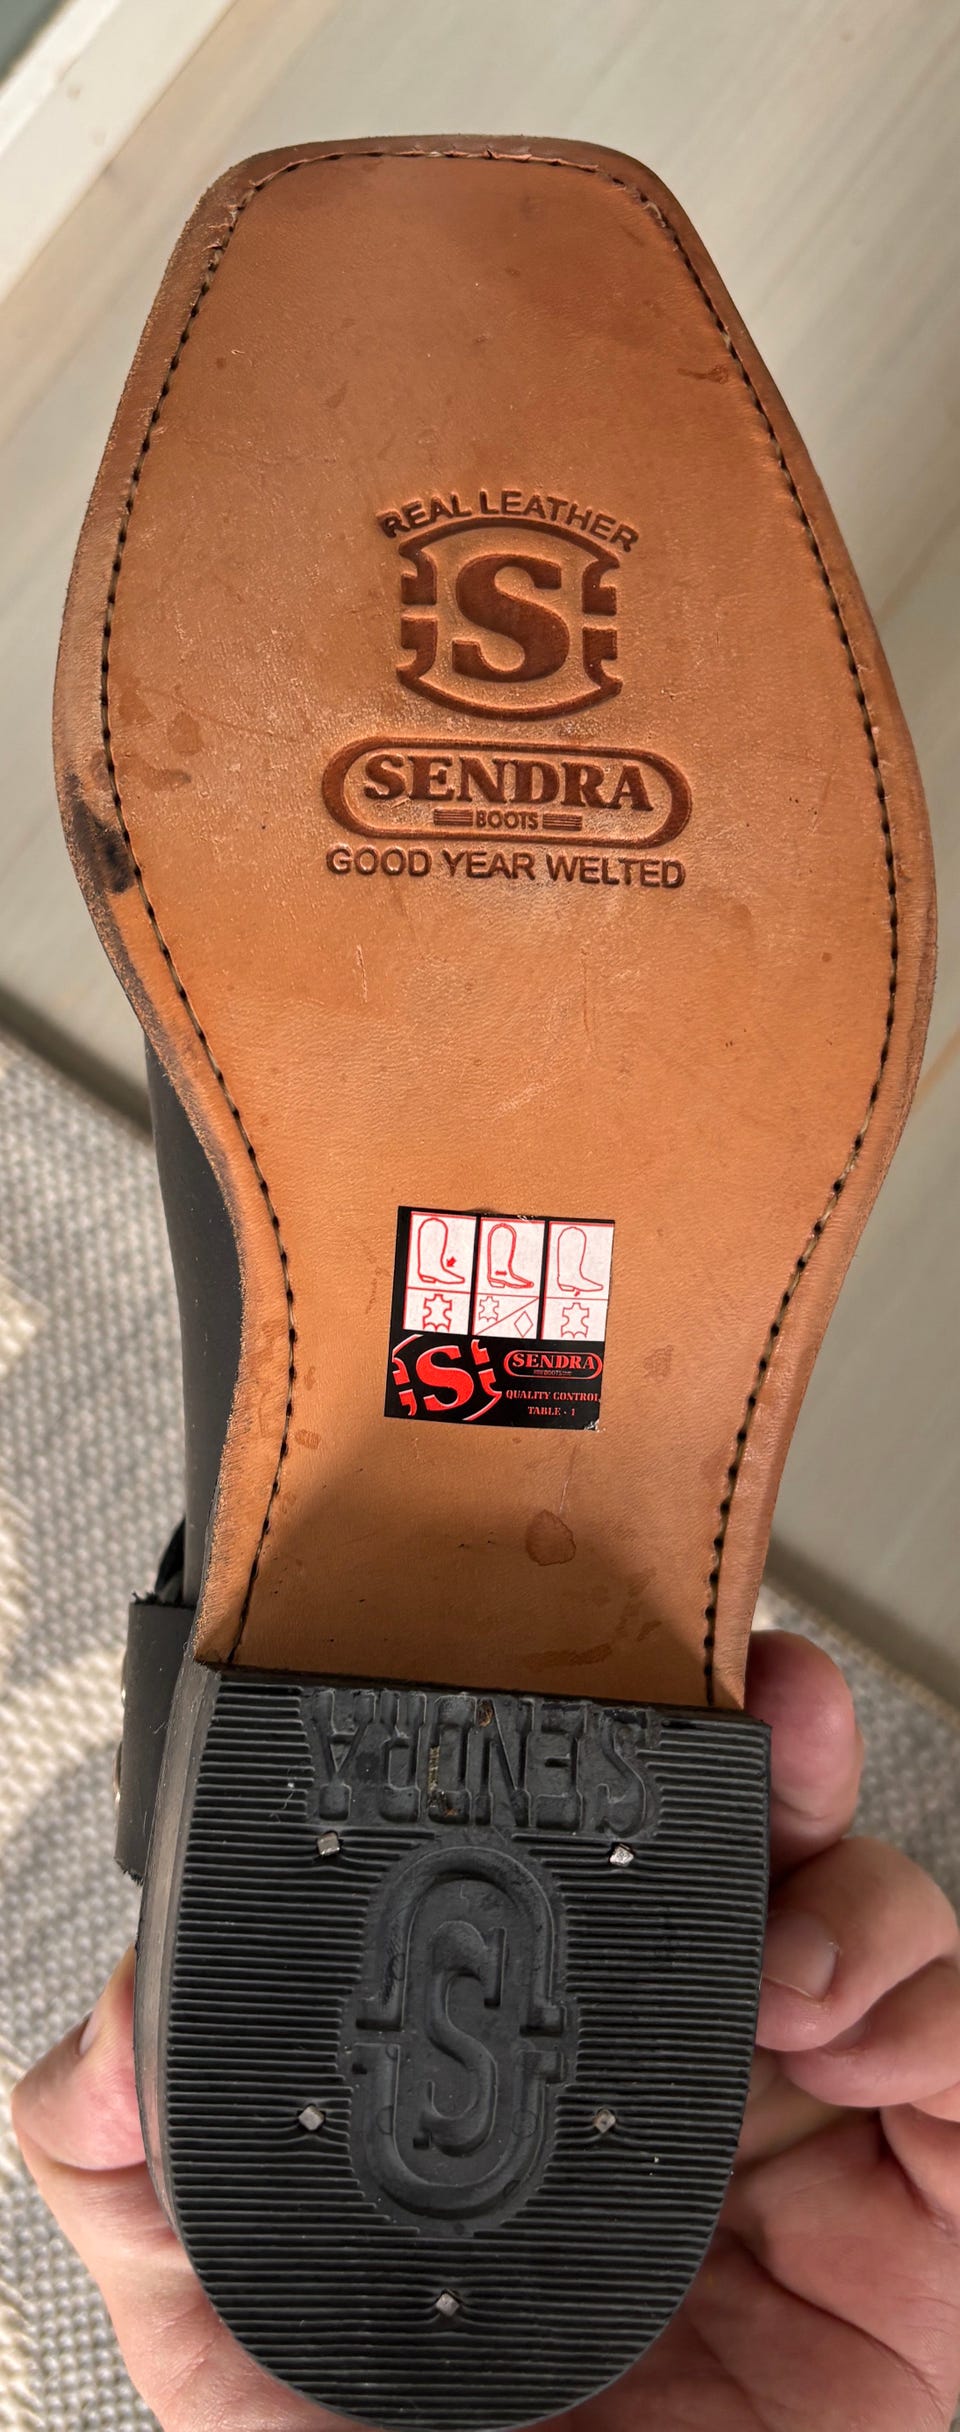 REAL LEATHER
S
SENDRA
BOOTS
GOOD YEAR WELTED
S
SENDRA
BOOTS
QUALITY CONTROL
TABLE - 1
SENDRA
S